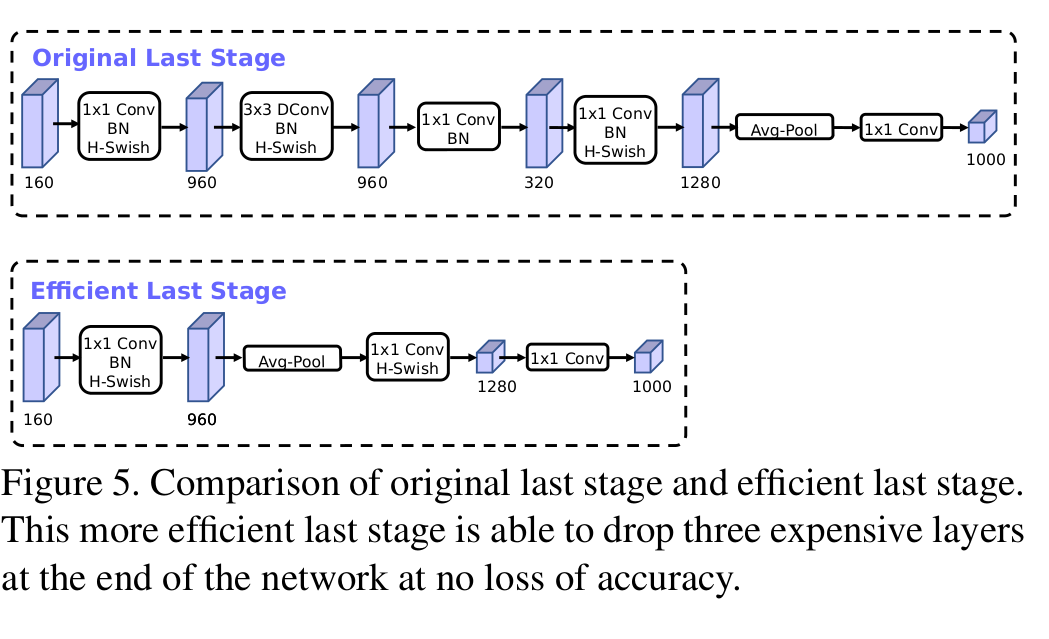 Original Last Stage
1x1 Conv
BN
H-Swish
3x3 DConv
BN
H-Swish
1x1 Conv
BN
1x1 Conv
BN
H-Swish
Avg-Pool
1x1 Conv
160
960
960
320
1280
1000
Efficient Last Stage
1x1 Conv
BN
H-Swish
Avg-Pool
1x1 Conv
H-Swish
1x1 Conv
160
960
1280
1000
Figure 5. Comparison of original last stage and efficient last stage.
This more efficient last stage is able to drop three expensive layers
at the end of the network at no loss of accuracy.